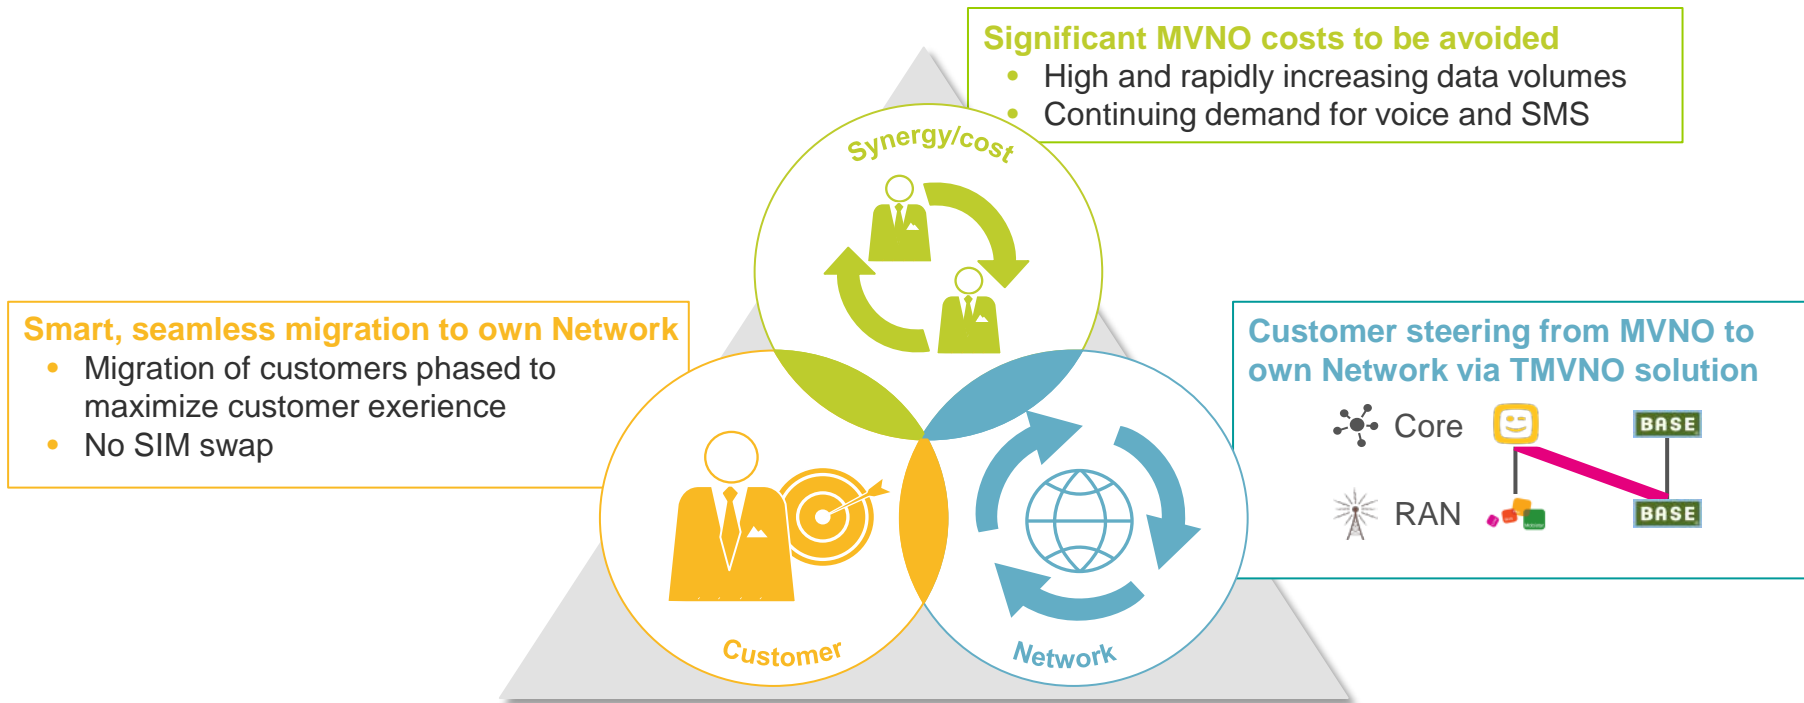 Significant MVNO costs to be avoided
• High and rapidly increasing data volumes
• Continuing demand for voice and SMS
Synergy/cost
Smart, seamless migration to own Network
• Migration of customers phased to
maximize customer exerience
• No SIM swap
Customer steering from MVNO to
own Network via TMVNO solution
Core
BASE
RAN
BASE
Customer
Network